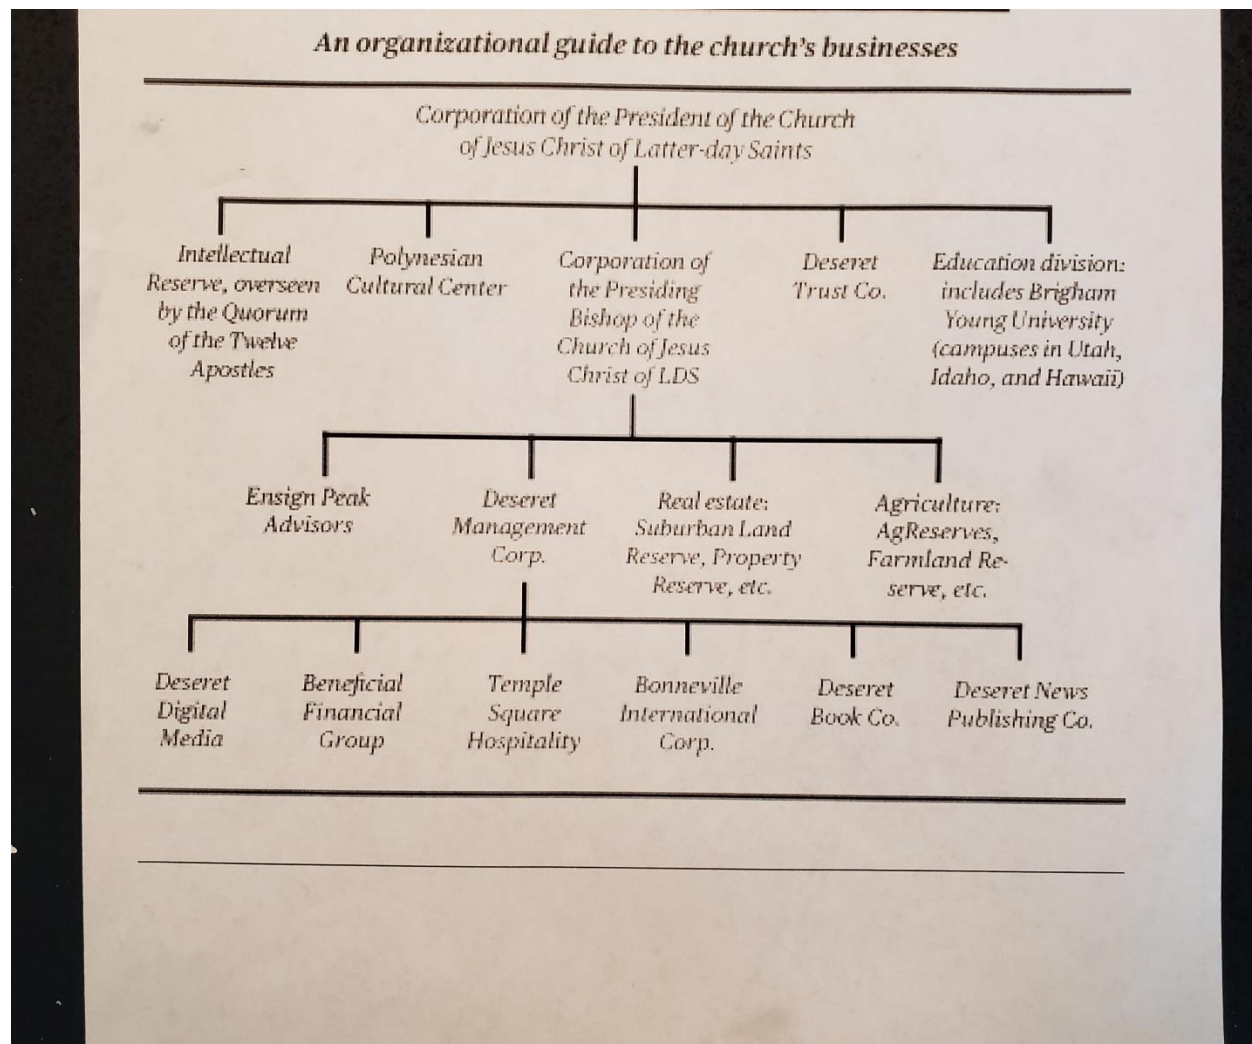 An organizational guide to the church's businesses
Corporation of the President of the Church
of Jesus Christ of Latter-day Saints
Intellectual
Reserve, overseen
by the Quorum
of the Twelve
Apostles
Polynesian
Cultural Center
Corporation of
the Presiding
Bishop of the
Church of Jesus
Christ of LDS
Deseret
Trust Co.
Education division:
includes Brigham
Young University
(campuses in Utah,
Idaho, and Hawaii)
Ensign Peak
Advisors
Deseret
Management
Corp.
Real estate:
Suburban Land
Reserve, Property
Reserve, etc.
Agriculture:
AgReserves,
Farmland Re-
serve, etc.
Deseret
Digital
Media
Beneficial
Financial
Group
Temple
Square
Hospitality
Bonneville
International
Corp.
Deseret
Book Co.
Deseret News
Publishing Co.